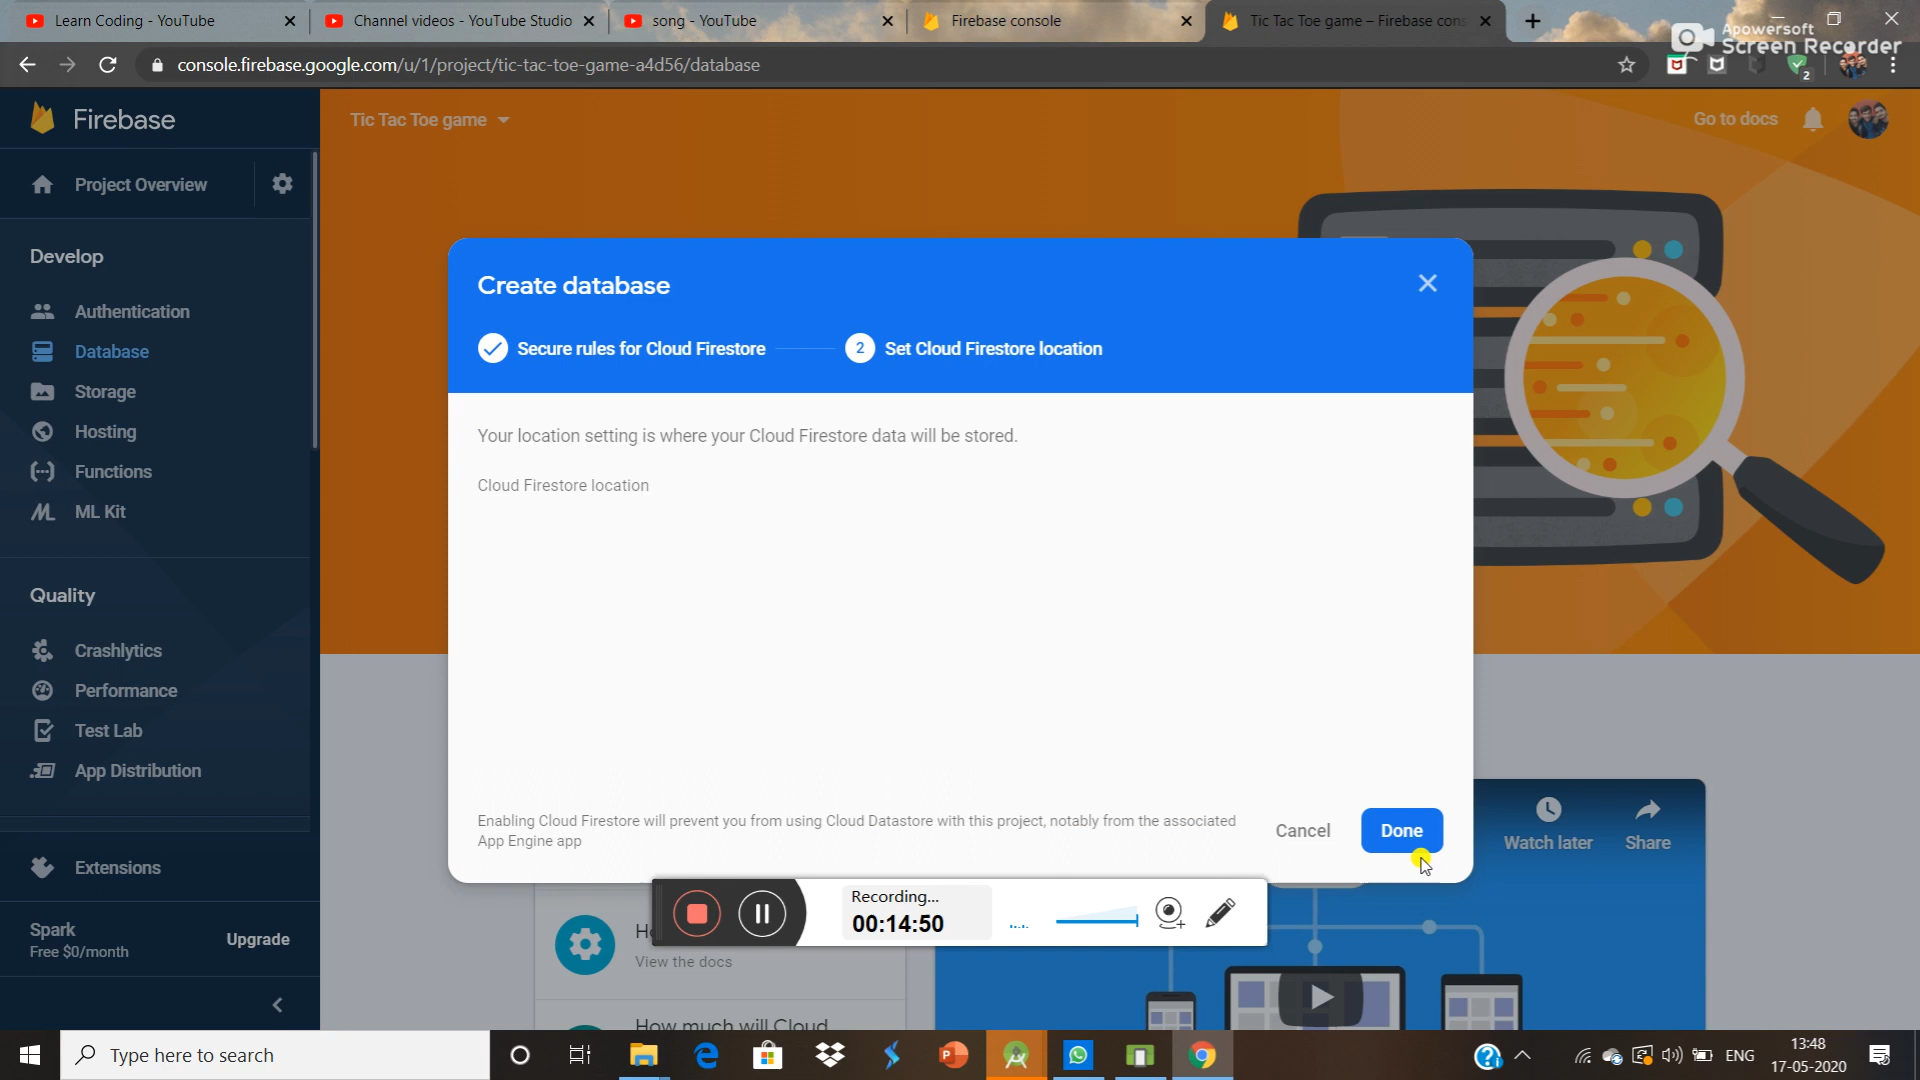 Learn Coding - YouTube
Channel videos - YouTube Studio
song - YouTube
Firebase console
Tic Tac Toe game – Firebase cons
Apowersoft
Screen Recorder
console.firebase.google.com/u/1/project/tic-tac-toe-game-a4d56/database
2
Firebase
Tic Tac Toe game
Go to docs
Project Overview
Develop
Authentication
Database
Storage
Hosting
Functions
ML Kit
Quality
Crashlytics
Performance
Test Lab
App Distribution
Extensions
Spark
Free $0/month
Upgrade
Create database
Secure rules for Cloud Firestore
2
Set Cloud Firestore location
Your location setting is where your Cloud Firestore data will be stored.
Cloud Firestore location
Enabling Cloud Firestore will prevent you from using Cloud Datastore with this project, notably from the associated
App Engine app
Cancel
Done
Watch later
Share
Recording...
00:14:50
View the docs
How much will Cloud
Type here to search
ENG
13:48
17-05-2020